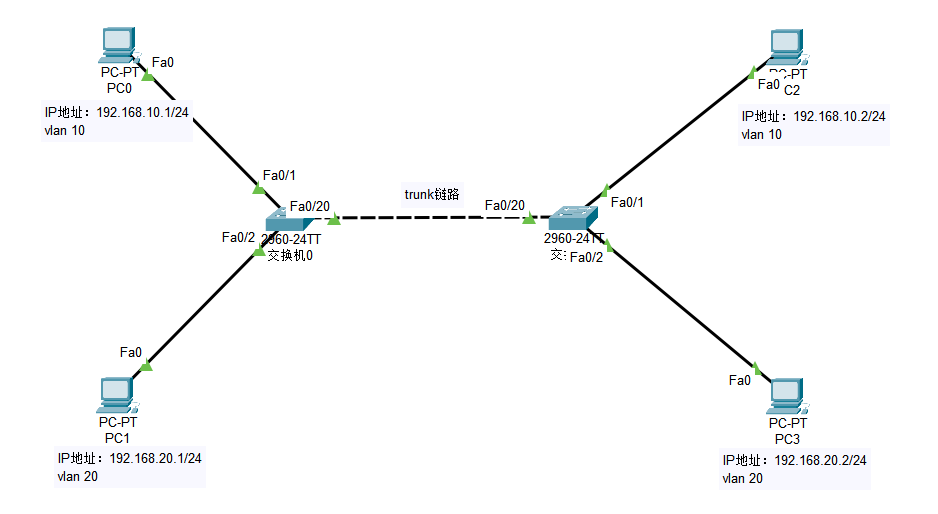 PC-PT
PC0
Fa0
IP地址：192.168.10.1/24
vlan 10
Fa0/1
Fa0/20
2960-24TT
交换机0
Fa0/2
Fa0
PC-PT
PC1
IP地址：192.168.20.1/24
vlan 20
trunk链路
Fa0/20
2960-24TT
Fa0/1
Fa0/2
Fa0
IP地址：192.168.10.2/24
vlan 10
Fa0
PC-PT
PC3
IP地址：192.168.20.2/24
vlan 20